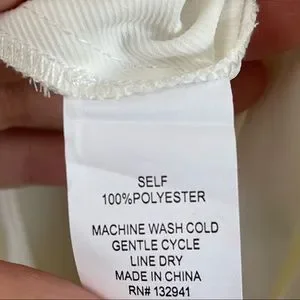 SELF
100%POLYESTER
MACHINE WASH COLD
GENTLE CYCLE
LINE DRY
MADE IN CHINA
RN# 132941